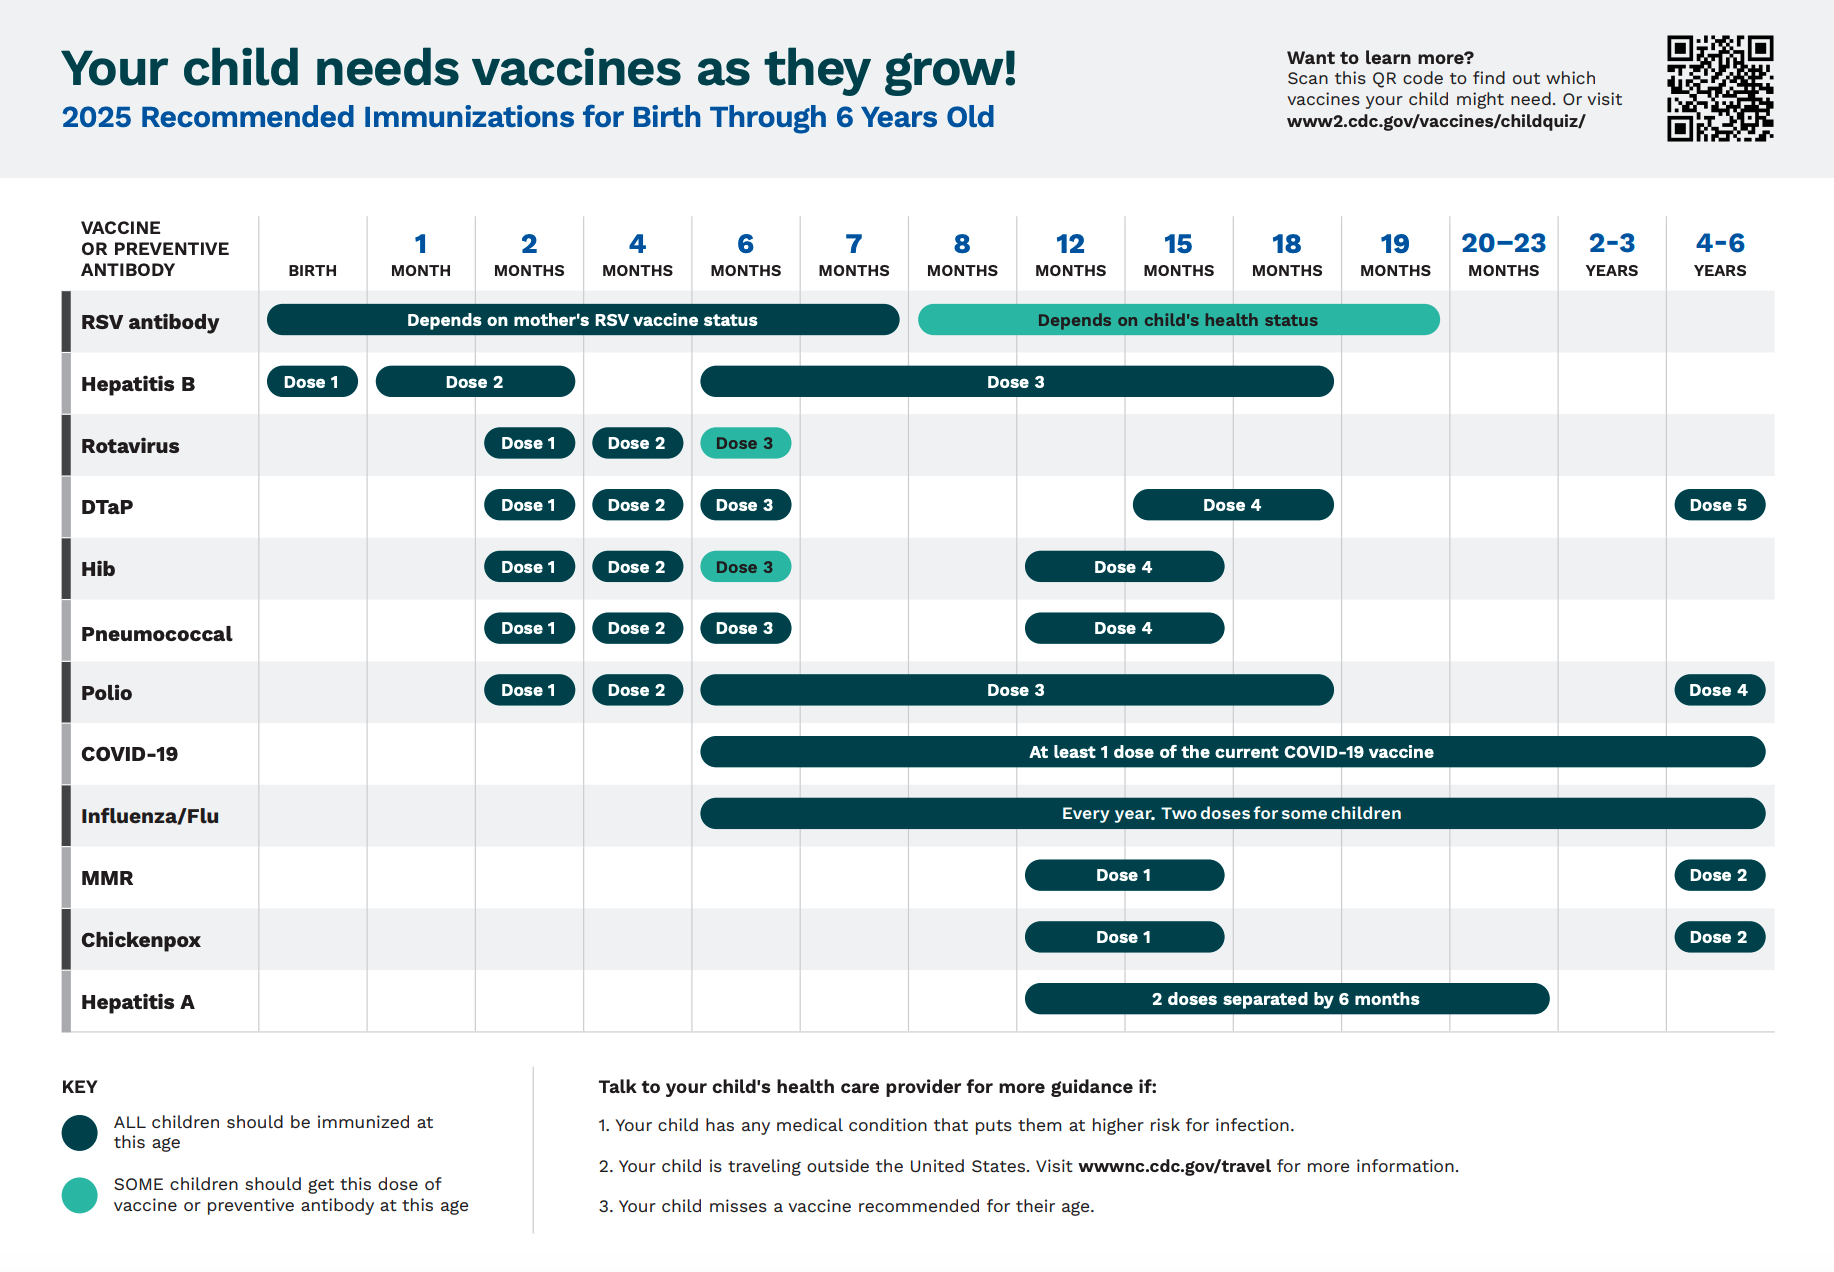 Your child needs vaccines as they grow!
2025 Recommended Immunizations for Birth Through 6 Years Old
Want to learn more?
Scan this QR code to find out which
vaccines your child might need. Or visit
www2.cdc.gov/vaccines/childquiz/
VACCINE
OR PREVENTIVE
ANTIBODY
BIRTH
1
MONTH
2
MONTHS
4
MONTHS
6
MONTHS
7
MONTHS
8
MONTHS
12
MONTHS
15
MONTHS
18
MONTHS
19
MONTHS
20–23
MONTHS
2-3
YEARS
4-6
YEARS
RSV antibody Depends on mother's RSV vaccine status Depends on child's health status
Hepatitis B Dose 1 Dose 2 Dose 3
Rotavirus Dose 1 Dose 2 Dose 3
DTaP Dose 1 Dose 2 Dose 3 Dose 4 Dose 5
Hib Dose 1 Dose 2 Dose 3 Dose 4
Pneumococcal Dose 1 Dose 2 Dose 3 Dose 4
Polio Dose 1 Dose 2 Dose 3 Dose 4
COVID-19 At least 1 dose of the current COVID-19 vaccine
Influenza/Flu Every year. Two doses for some children
MMR Dose 1 Dose 2
Chickenpox Dose 1 Dose 2
Hepatitis A 2 doses separated by 6 months
KEY
ALL children should be immunized at
this age
SOME children should get this dose of
vaccine or preventive antibody at this age
Talk to your child's health care provider for more guidance if:
1. Your child has any medical condition that puts them at higher risk for infection.
2. Your child is traveling outside the United States. Visit wwwnc.cdc.gov/travel for more information.
3. Your child misses a vaccine recommended for their age.